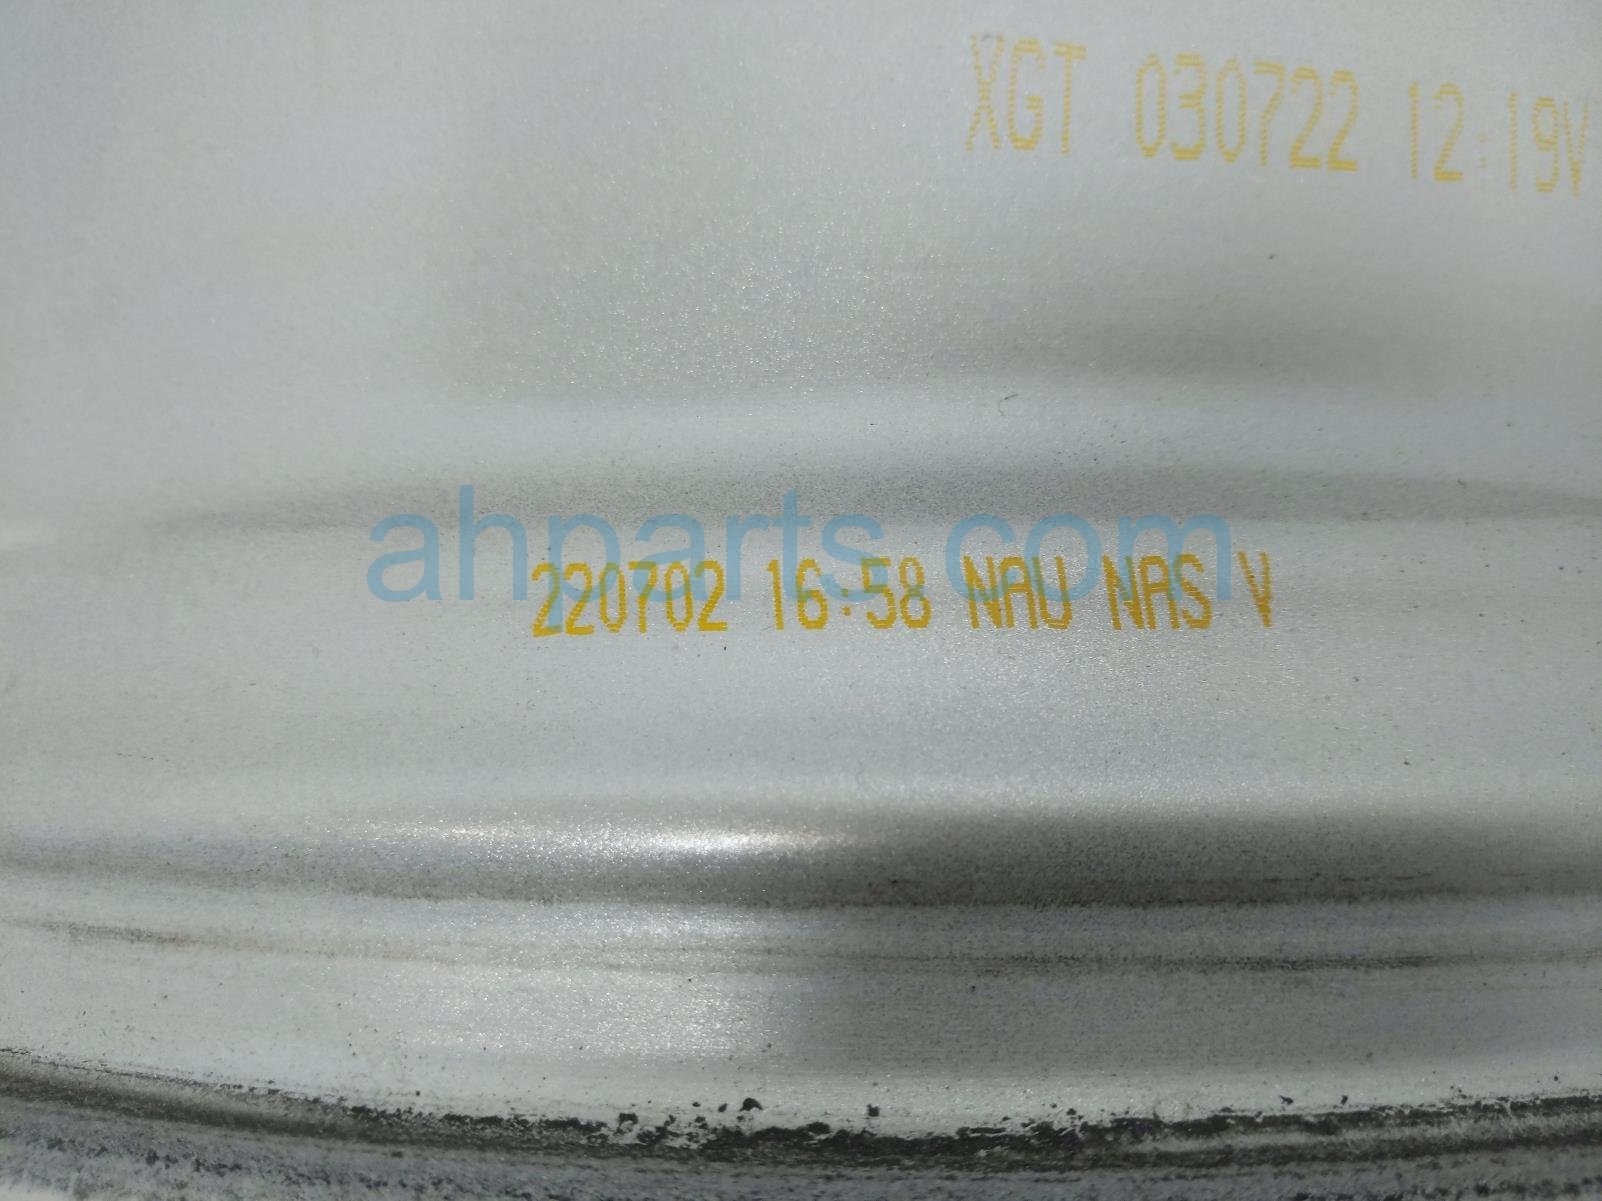 XGT 030722 12:19V
ahparts.com
220702 16:58 NAU NAS V